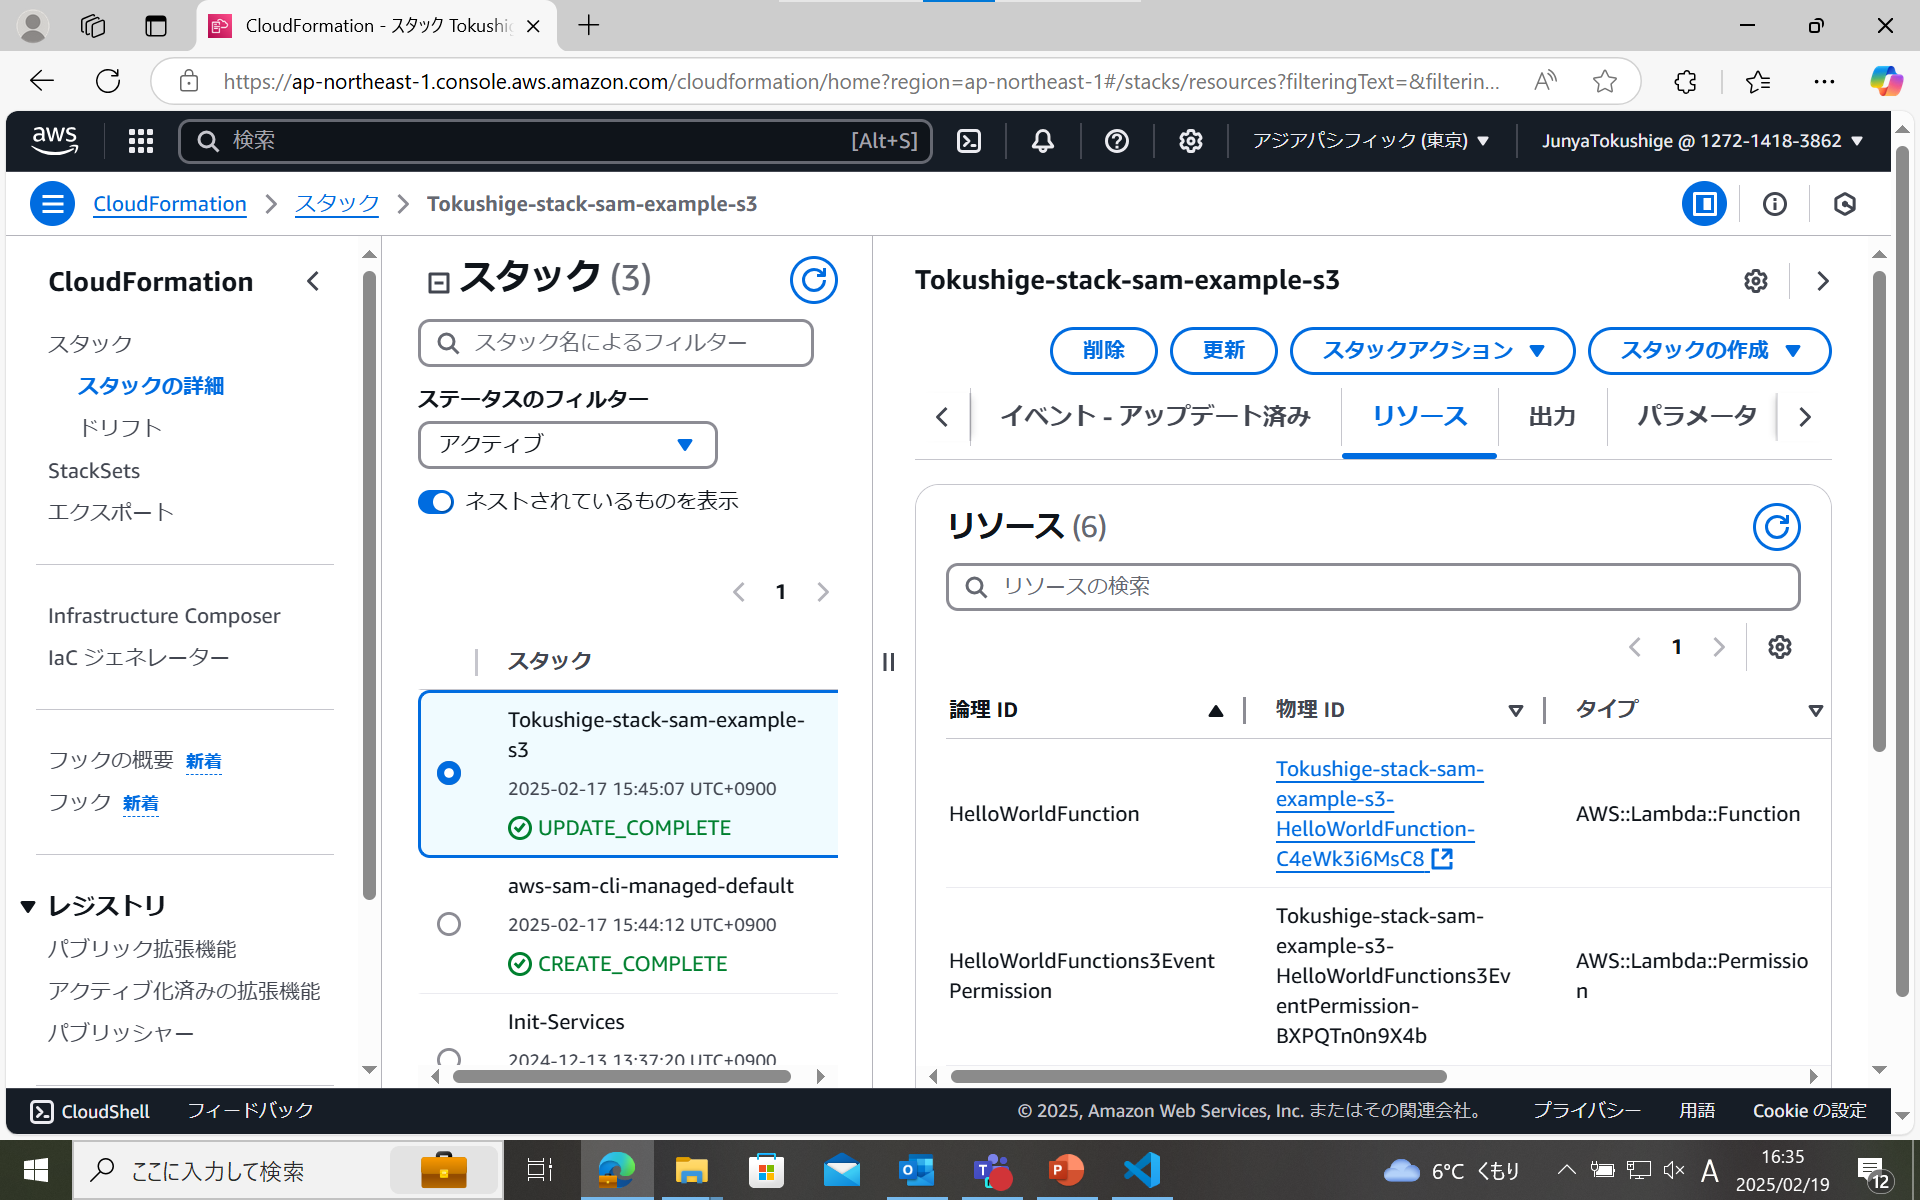 CloudFormation - スタック Tokushi
https://ap-northeast-1.console.aws.amazon.com/cloudformation/home?region=ap-northeast-1#/stacks/resources?filteringText=&filterin...
aws
検索
[Alt+S]
アジアパシフィック (東京)
JunyaTokushige @ 1272-1418-3862
CloudFormation
スタック
Tokushige-stack-sam-example-s3
CloudFormation
スタック
スタックの詳細
ドリフト
StackSets
エクスポート
Infrastructure Composer
IaC ジェネレーター
フックの概要 新着
フック 新着
レジストリ
パブリック拡張機能
アクティブ化済みの拡張機能
パブリッシャー
スタック (3)
スタック名によるフィルター
ステータスのフィルター
アクティブ
ネストされているものを表示
1
スタック
Tokushige-stack-sam-example-
s3
2025-02-17 15:45:07 UTC+0900
UPDATE_COMPLETE
aws-sam-cli-managed-default
2025-02-17 15:44:12 UTC+0900
CREATE_COMPLETE
Init-Services
2024-12-13 13:37:20 UTC+0900
Tokushige-stack-sam-example-s3
削除
更新
スタックアクション
スタックの作成
イベント - アップデート済み
リソース
出力
パラメータ
リソース (6)
リソースの検索
1
論理 ID
物理 ID
タイプ
HelloWorldFunction
Tokushige-stack-sam-
example-s3-
HelloWorldFunction-
C4eWk3i6MsC8
AWS::Lambda::Function
HelloWorldFunctions3Event
Permission
Tokushige-stack-sam-
example-s3-
HelloWorldFunctions3Ev
entPermission-
BXPQTn0n9X4b
AWS::Lambda::Permissio
n
CloudShell
フィードバック
© 2025, Amazon Web Services, Inc. またはその関連会社。
プライバシー
用語
Cookie の設定
ここに入力して検索
6°C くもり
A
16:35
2025/02/19
12